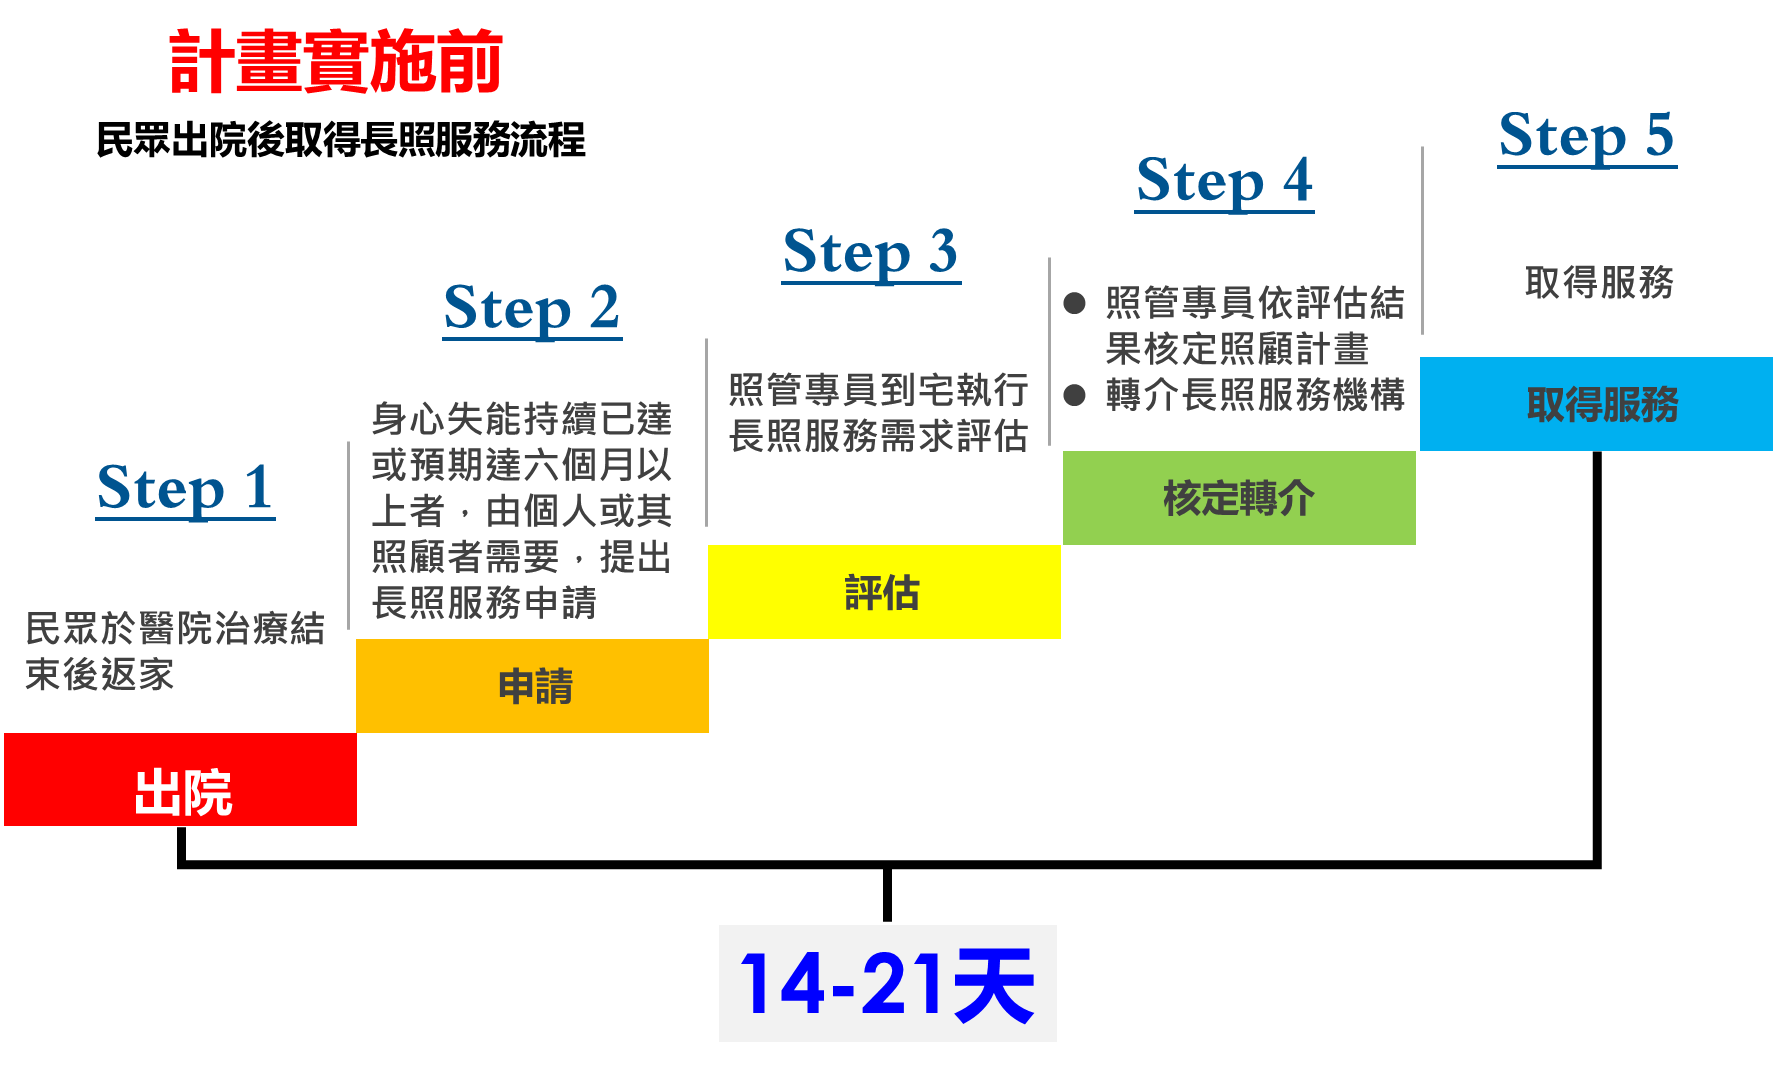 計畫實施前
民眾出院後取得長照服務流程
Step 1
民眾於醫院治療結
束後返家
出院
Step 2
身心失能持續已達
或預期達六個月以
上者，由個人或其
照顧者需要，提出
長照服務申請
申請
Step 3
照管專員到宅執行
長照服務需求評估
評估
Step 4
● 照管專員依評估結
果核定照顧計畫
● 轉介長照服務機構
核定轉介
Step 5
取得服務
取得服務
14-21天